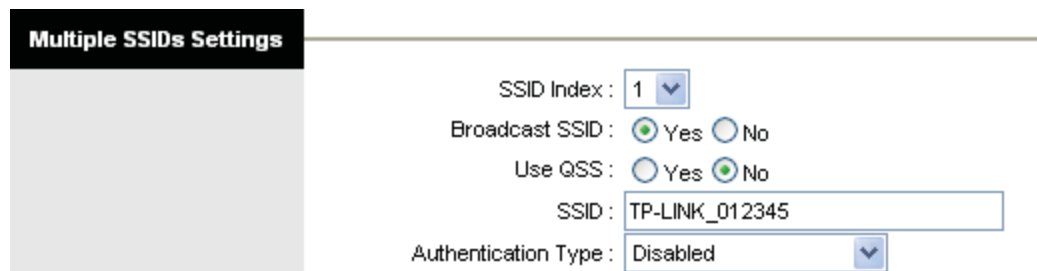 Multiple SSIDs Settings
SSID Index : 1
Broadcast SSID : Yes No
Use QSS : Yes No
SSID : TP-LINK_012345
Authentication Type : Disabled